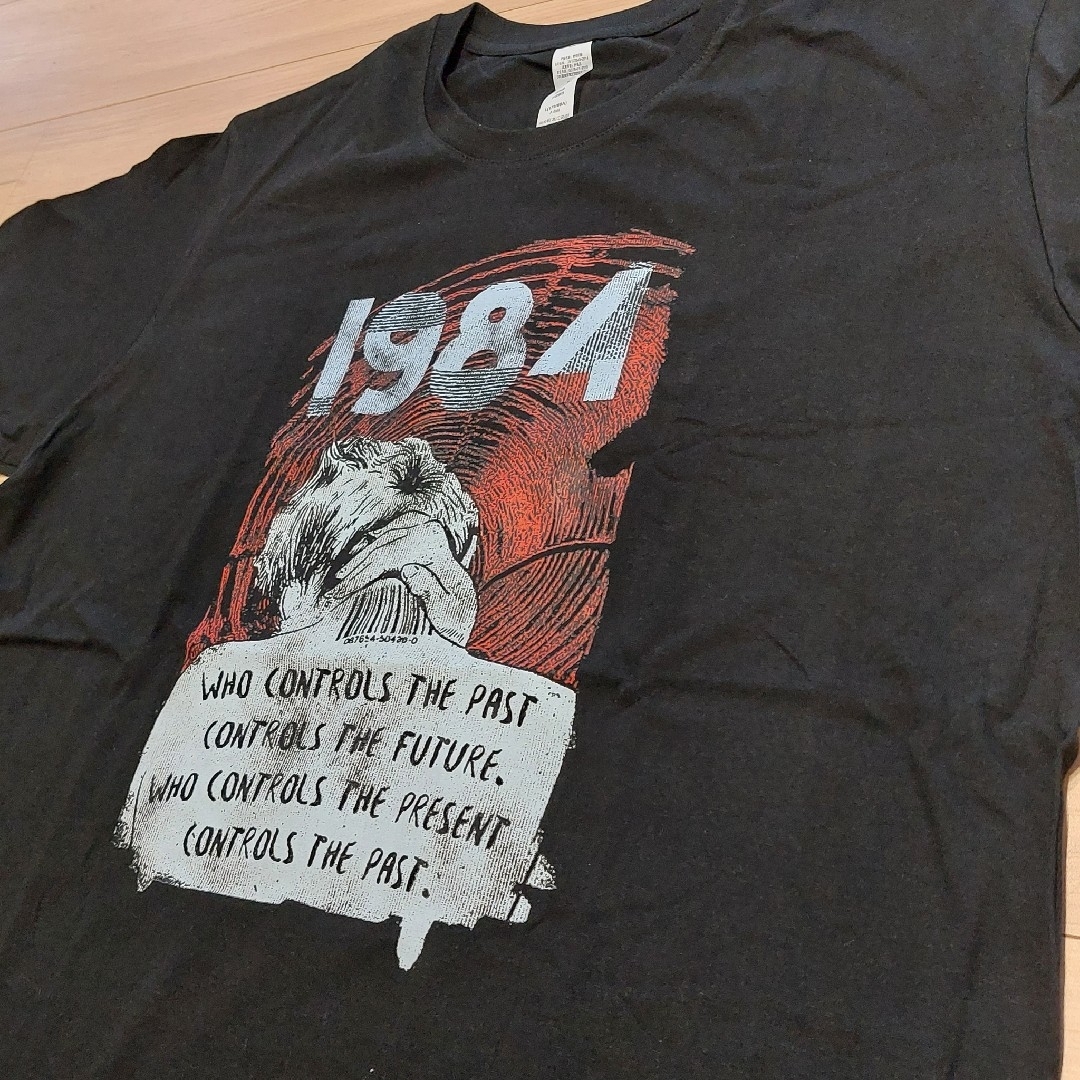 1984
WHO CONTROLS THE PAST
CONTROLS THE FUTURE.
WHO CONTROLS THE PRESENT
CONTROLS THE PAST.